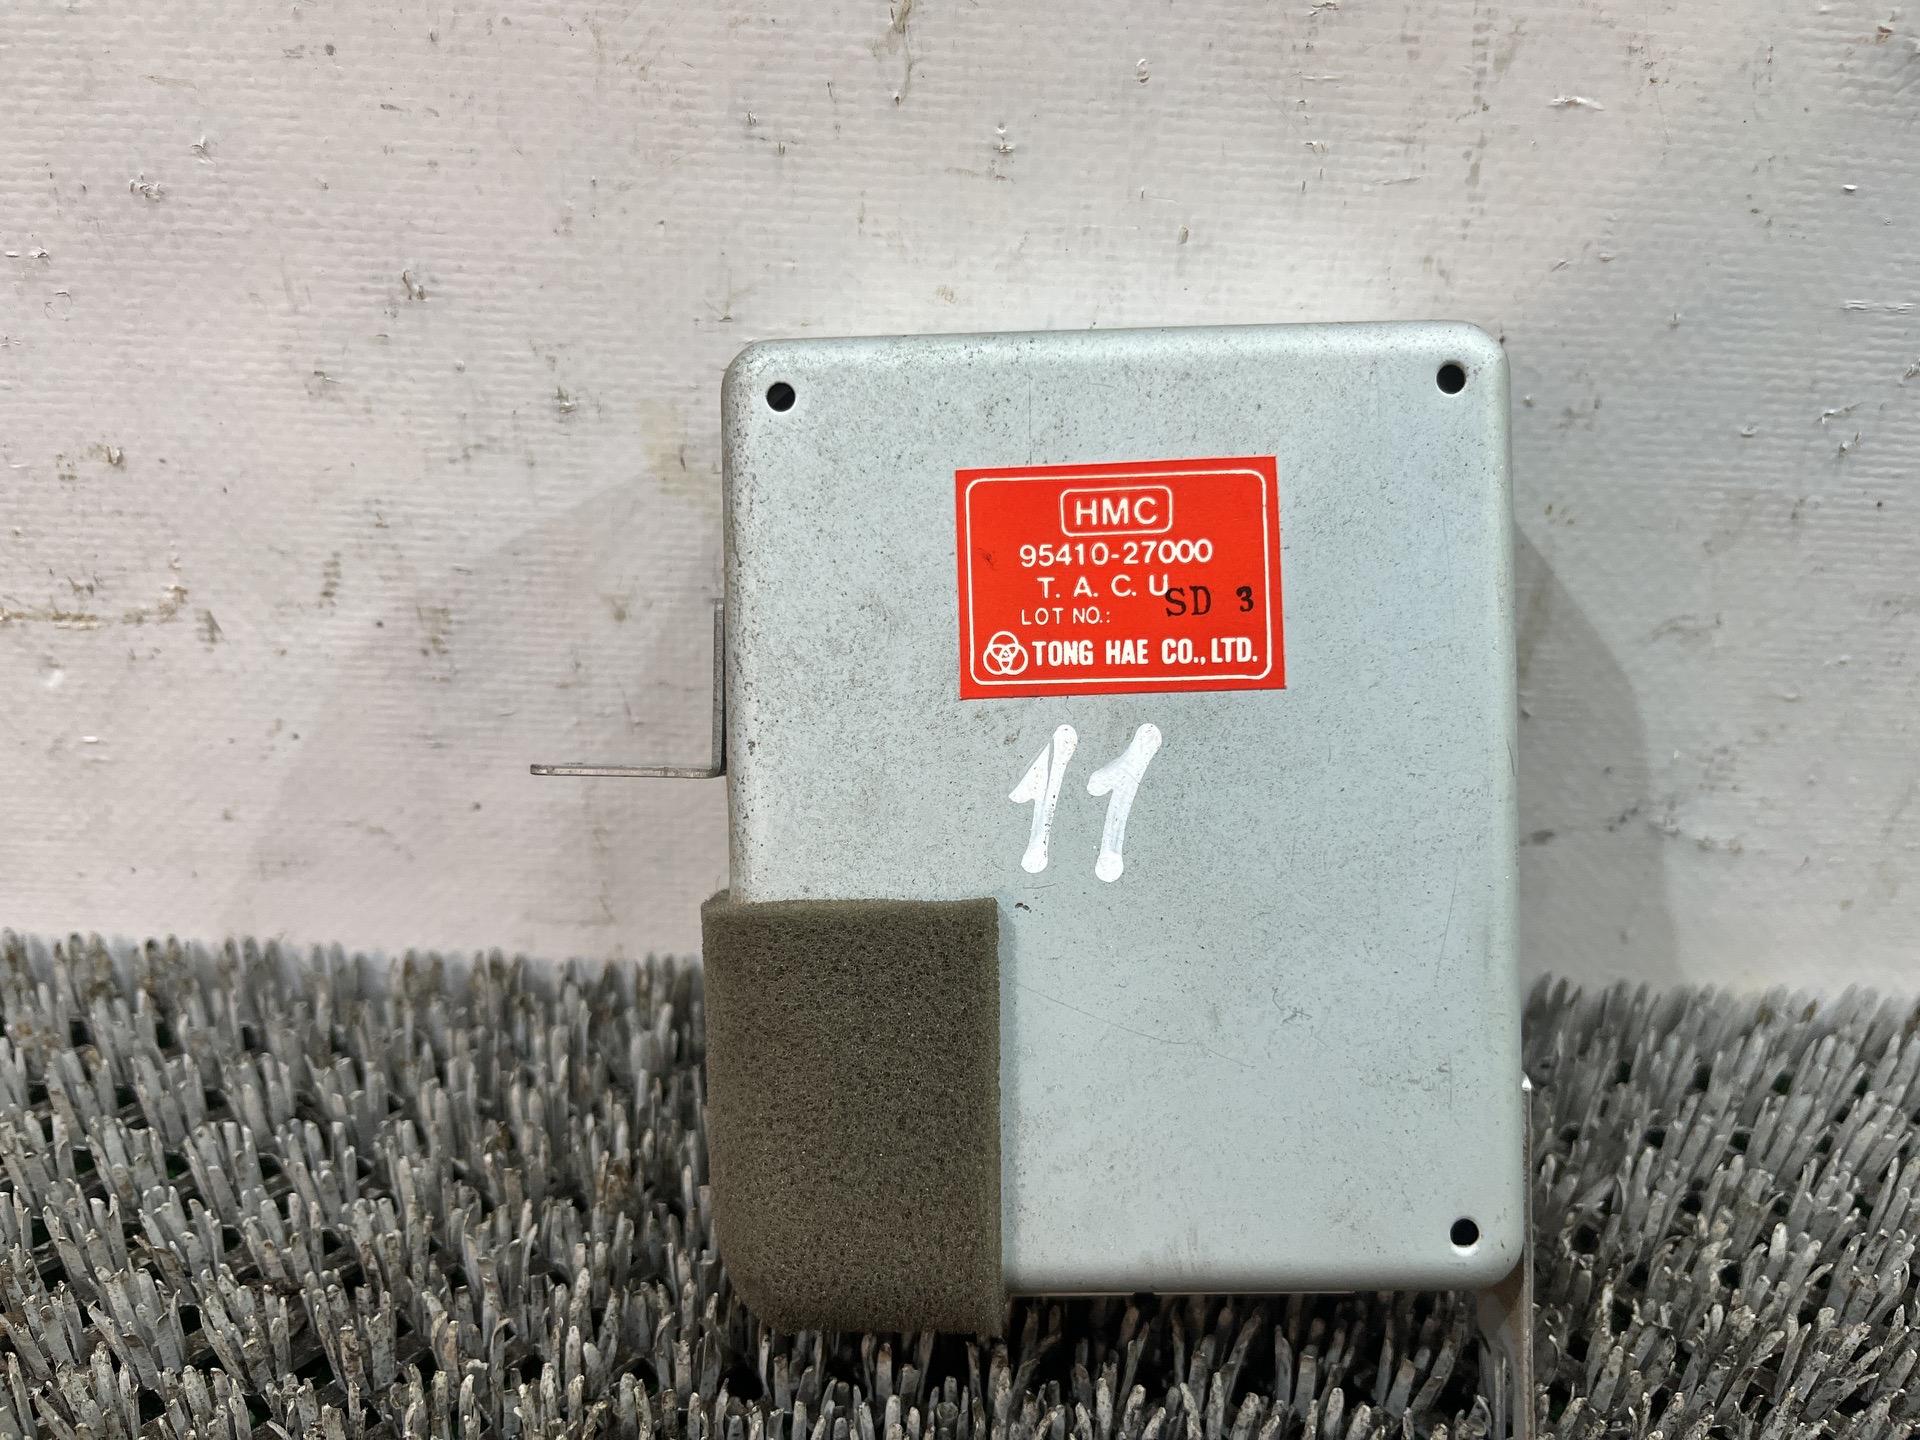 HMC
95410-27000
T. A. C. U
LOT NO.: SD 3
TONG HAE CO., LTD.
11